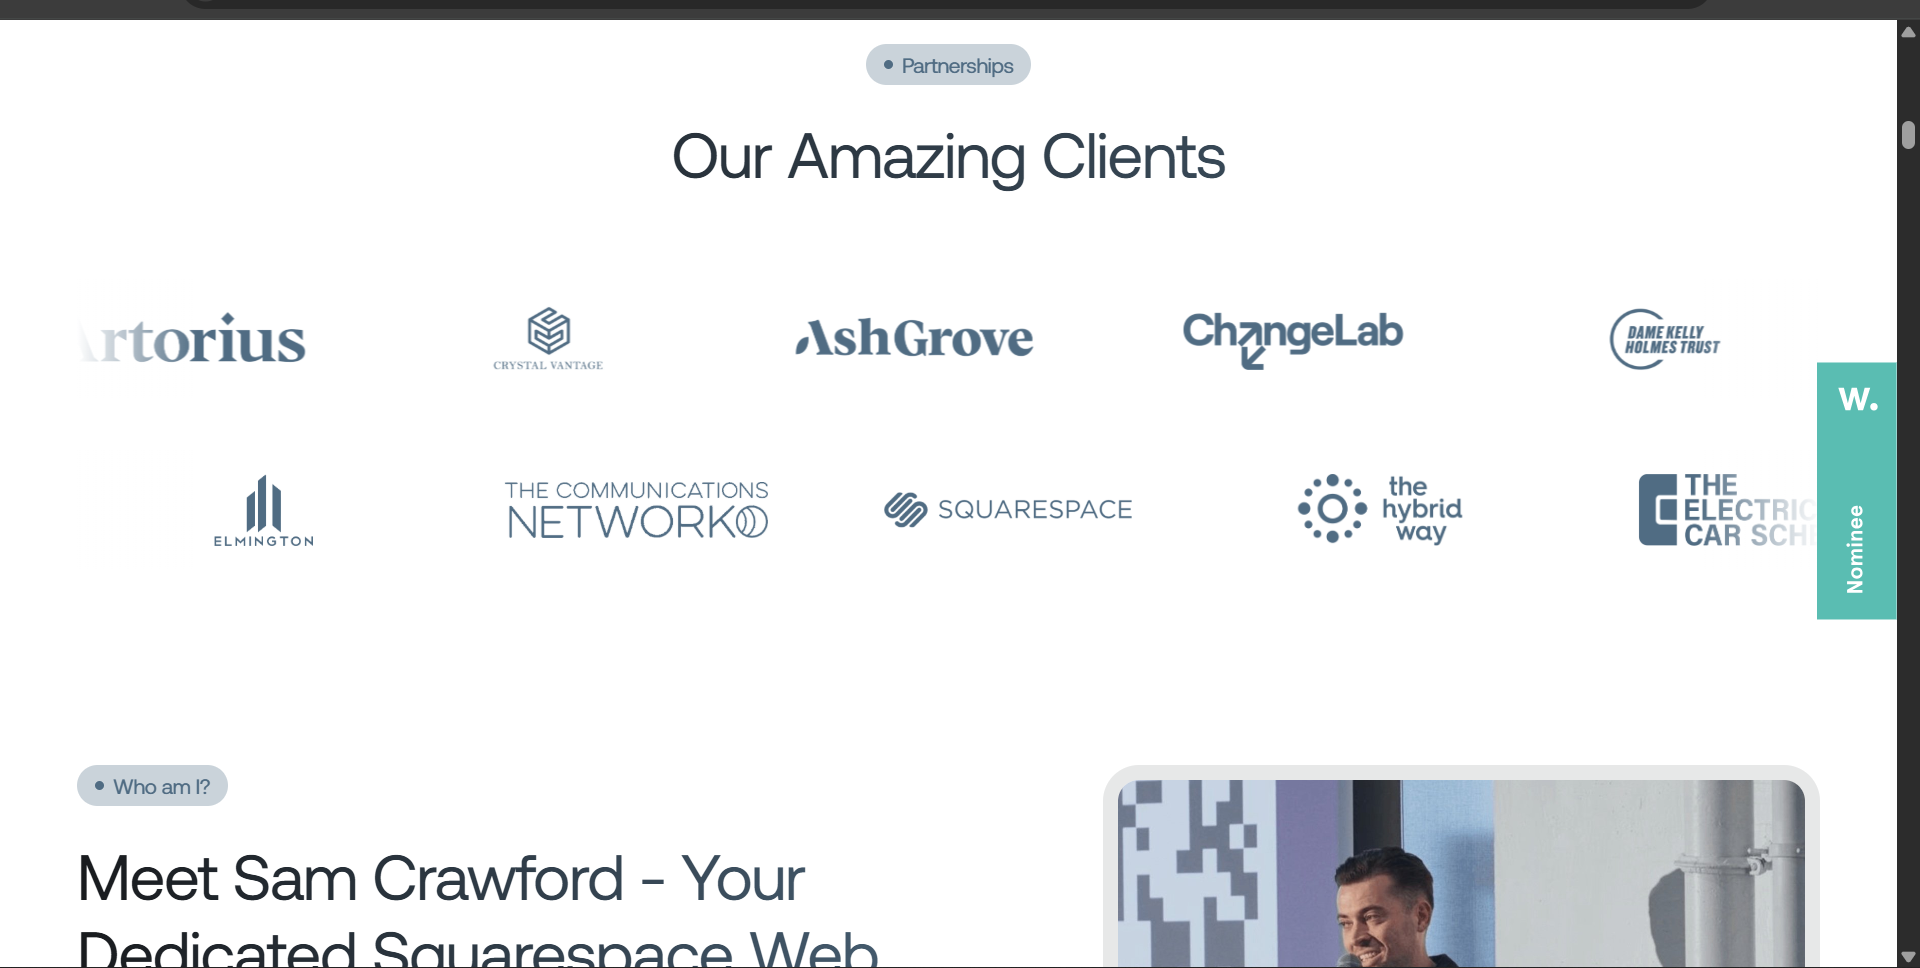 Partnerships
Our Amazing Clients
Artorius
CRYSTAL VANTAGE
AshGrove
ChangeLab
DAME KELLY
HOLMES TRUST
W.
Nominee
ELMINGTON
THE COMMUNICATIONS
NETWORK
SQUARESPACE
the
hybrid
way
THE
ELECTRIC
CAR SCH
Who am I?
Meet Sam Crawford - Your
Dedicated Squarespace Web